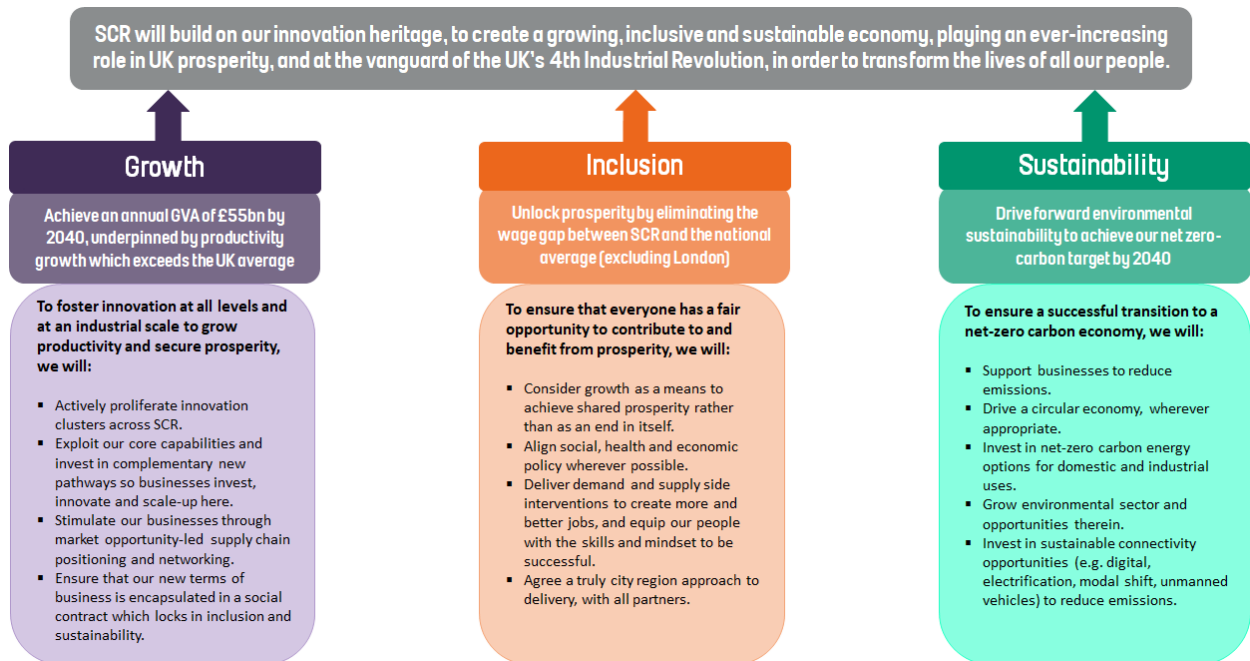 SCR will build on our innovation heritage, to create a growing, inclusive and sustainable economy, playing an ever-increasing
role in UK prosperity, and at the vanguard of the UK's 4th Industrial Revolution, in order to transform the lives of all our people.
Growth
Achieve an annual GVA of £55bn by
2040, underpinned by productivity
growth which exceeds the UK average
To foster innovation at all levels and
at an industrial scale to grow
productivity and secure prosperity,
we will:
▪ Actively proliferate innovation
clusters across SCR.
▪ Exploit our core capabilities and
invest in complementary new
pathways so businesses invest,
innovate and scale-up here.
▪ Stimulate our businesses through
market opportunity-led supply chain
positioning and networking.
▪ Ensure that our new terms of
business is encapsulated in a social
contract which locks in inclusion and
sustainability.
Inclusion
Unlock prosperity by eliminating the
wage gap between SCR and the national
average (excluding London)
To ensure that everyone has a fair
opportunity to contribute to and
benefit from prosperity, we will:
▪ Consider growth as a means to
achieve shared prosperity rather
than as an end in itself.
▪ Align social, health and economic
policy wherever possible.
▪ Deliver demand and supply side
interventions to create more and
better jobs, and equip our people
with the skills and mindset to be
successful.
▪ Agree a truly city region approach to
delivery, with all partners.
Sustainability
Drive forward environmental
sustainability to achieve our net zero-
carbon target by 2040
To ensure a successful transition to a
net-zero carbon economy, we will:
▪ Support businesses to reduce
emissions.
▪ Drive a circular economy, wherever
appropriate.
▪ Invest in net-zero carbon energy
options for domestic and industrial
uses.
▪ Grow environmental sector and
opportunities therein.
▪ Invest in sustainable connectivity
opportunities (e.g. digital,
electrification, modal shift, unmanned
vehicles) to reduce emissions.